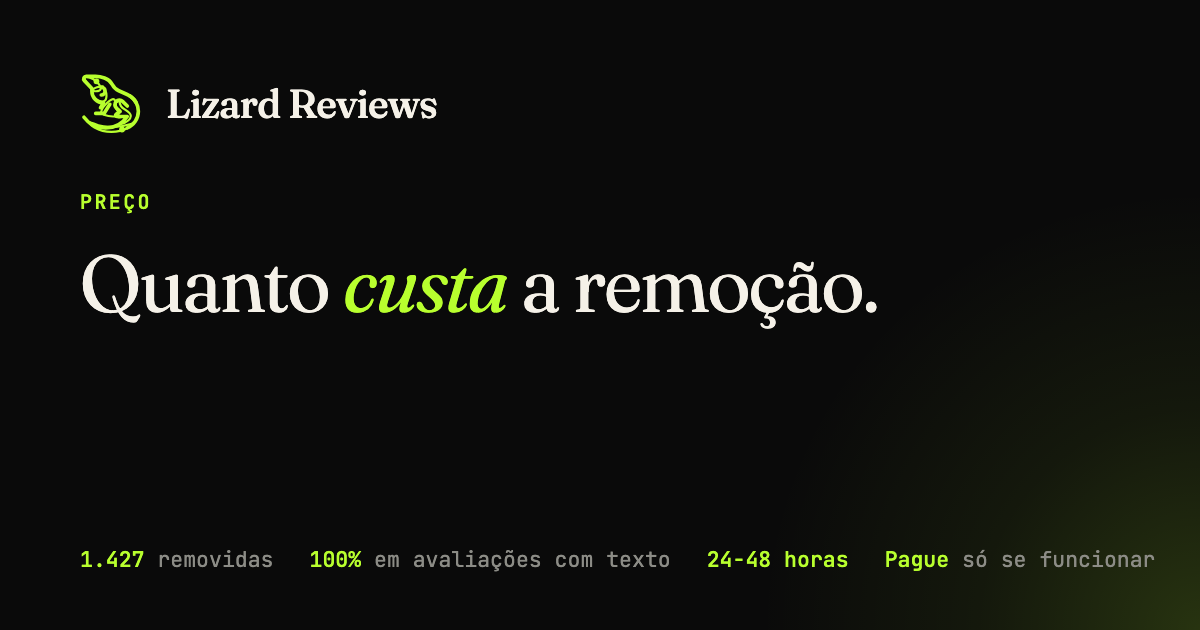 Lizard Reviews
PREÇO
Quanto custa a remoção.
1.427 removidas 100% em avaliações com texto 24-48 horas Pague só se funcionar